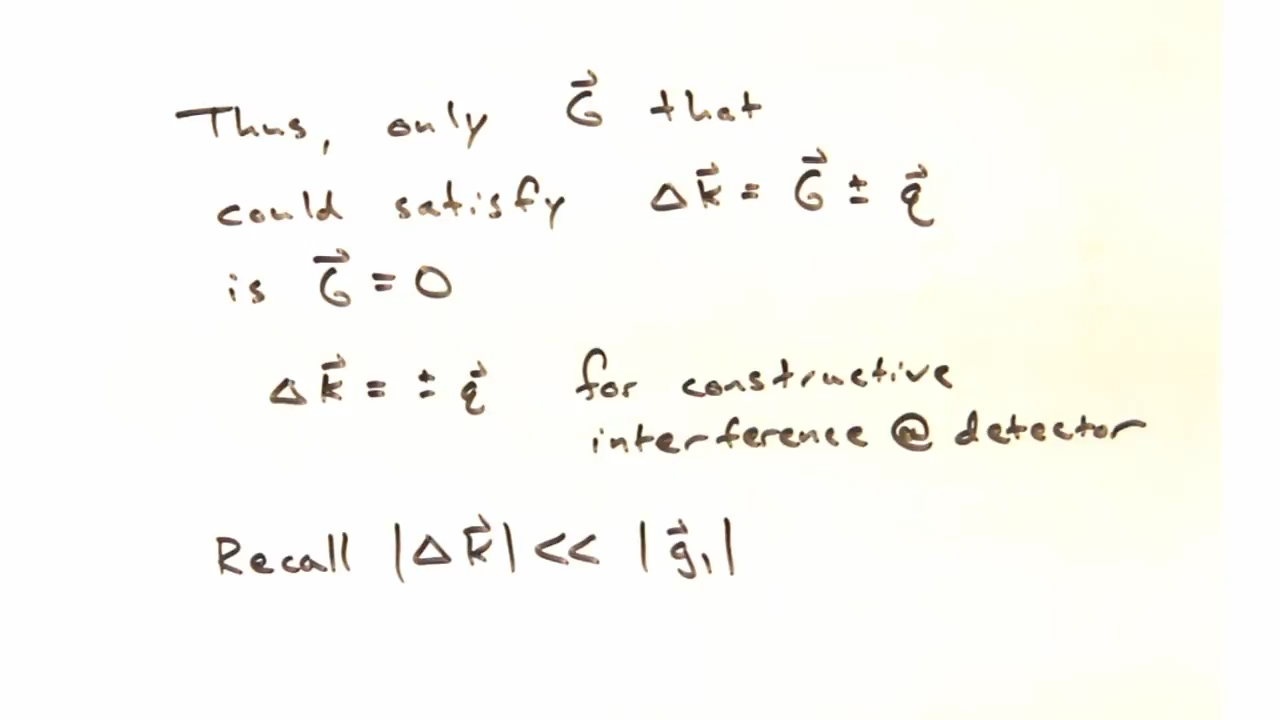 Thus, only G⃗ that
could satisfy Δk⃗ = G⃗ ± q⃗
is G⃗ = 0
Δk⃗ = ± q⃗ for constructive
interference @ detector
Recall |Δk⃗| << |g⃗₁|